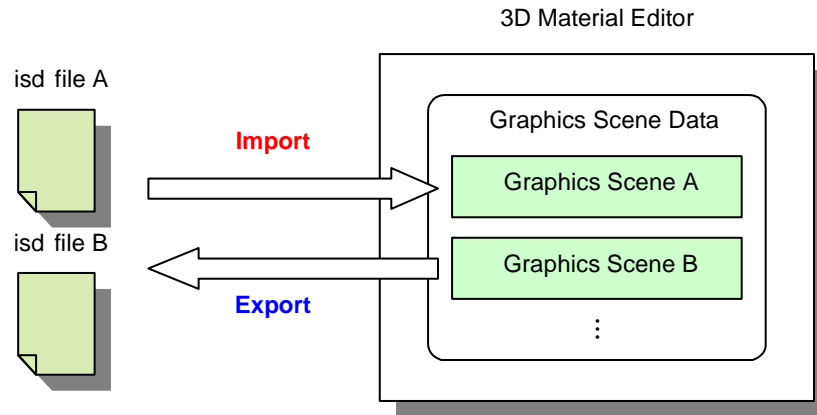 3D Material Editor
isd file A
Import
Graphics Scene Data
Graphics Scene A
isd file B
Graphics Scene B
Export
⋮